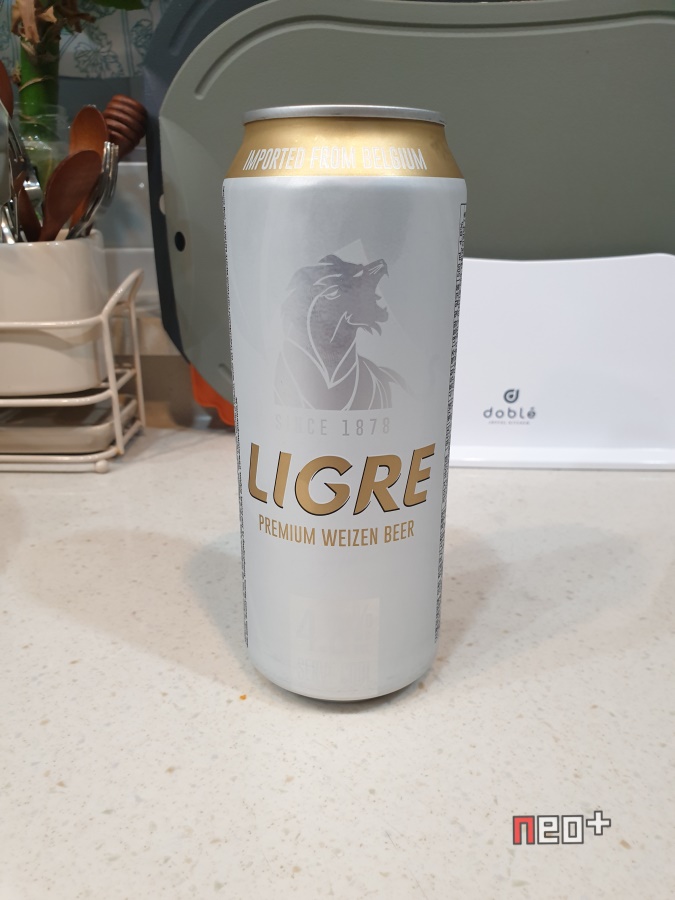 IMPORTED FROM BELGIUM
SINCE 1878
LIGRE
PREMIUM WEIZEN BEER
doblé
neo+